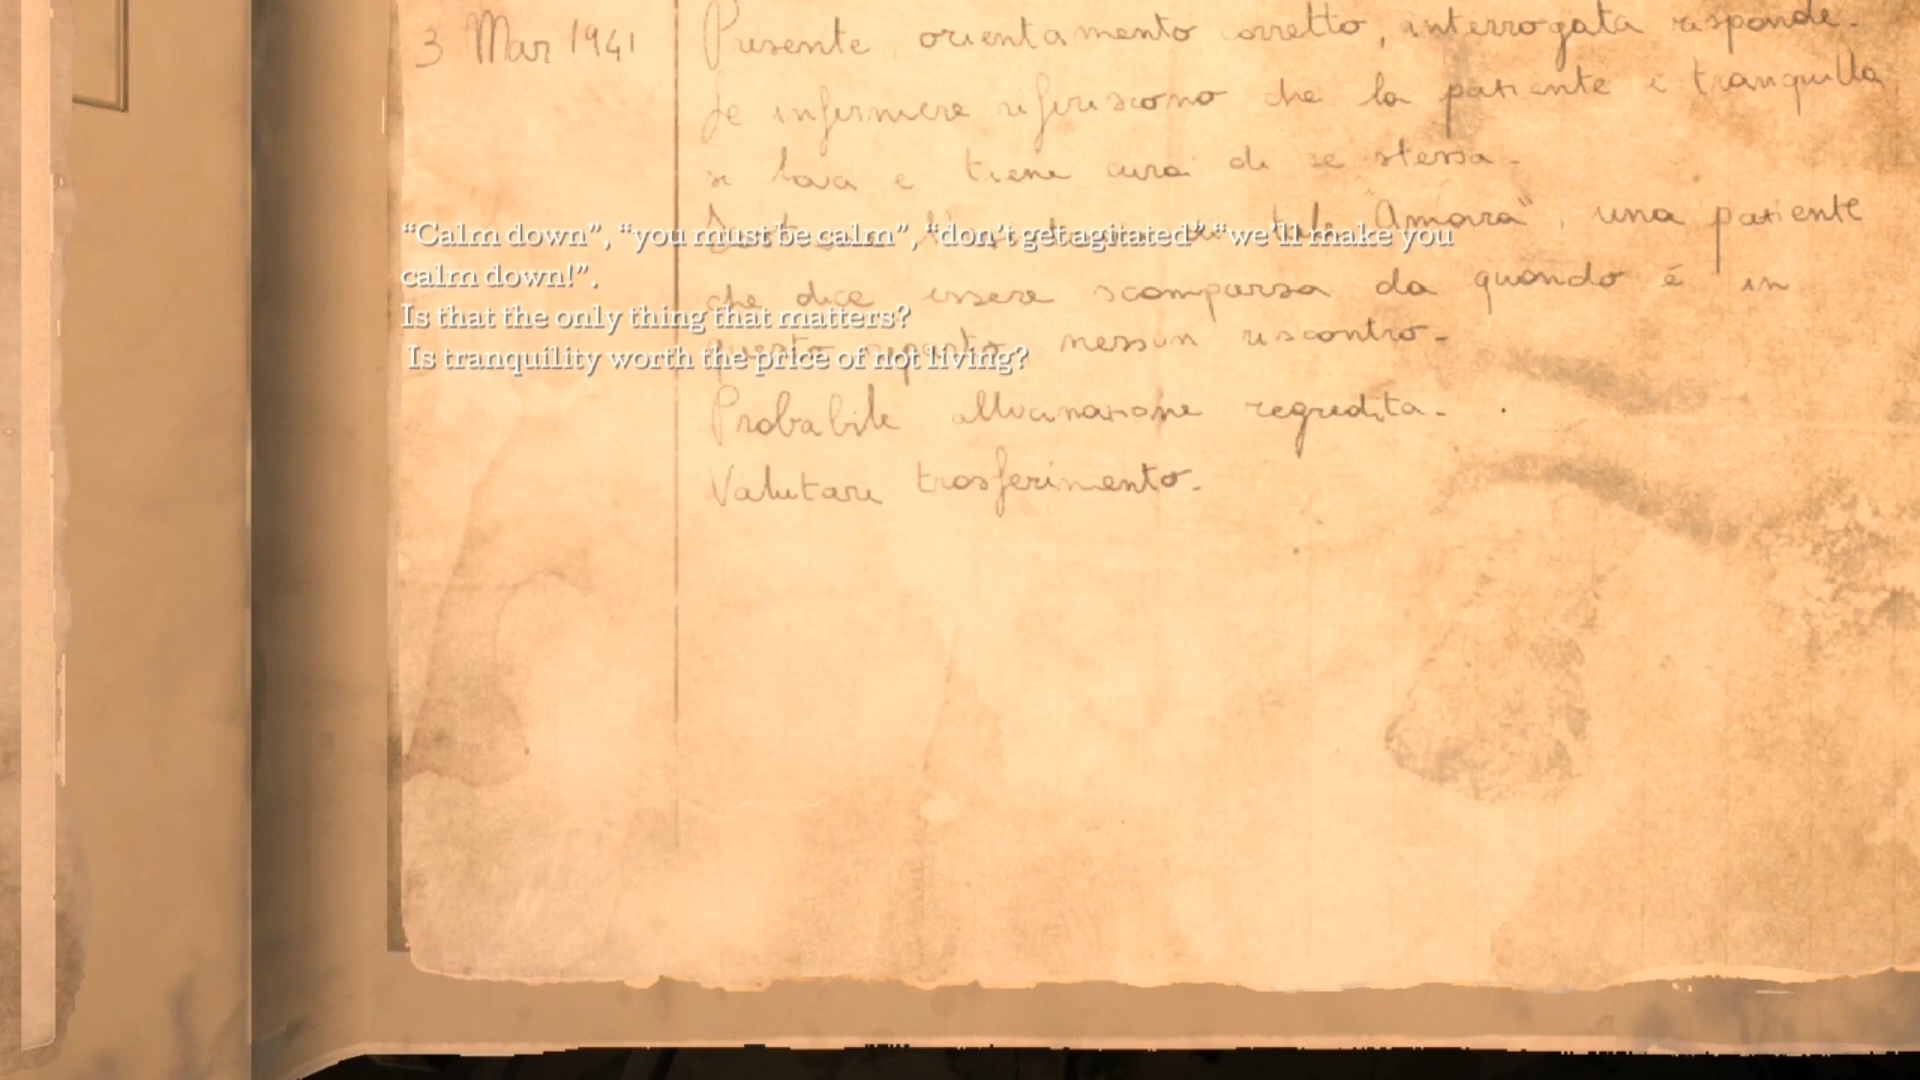 3 Mar 1941
Presente, orientamento corretto, interrogata risponde.
Le infermiere riferiscono che la paziente è tranquilla,
si lava e tiene cura di se stessa.
"Amara", una paziente
che dice essere scomparsa da quando é in
questo reparto, nessun riscontro.
Probabile allucinazione regredita.
Valutare trasferimento.
“Calm down”, “you must be calm”, “don’t get agitated” “we’ll make you
calm down!”.
Is that the only thing that matters?
Is tranquility worth the price of not living?